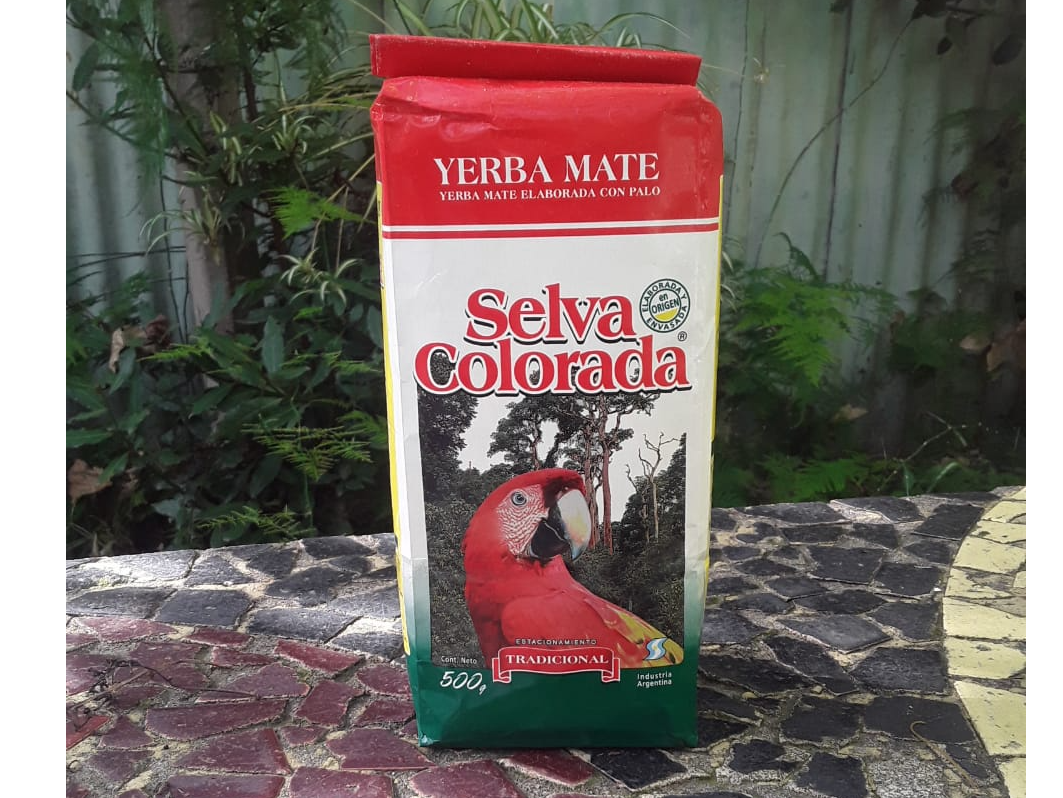 YERBA MATE
YERBA MATE ELABORADA CON PALO
Selva
Colorada®
ELABORADA Y
en
ORIGEN
ENVASADA
ESTACIONAMIENTO
TRADICIONAL
Cont. Neto
500g
Industria
Argentina